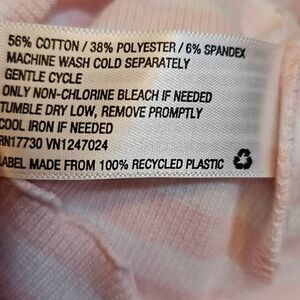 56% COTTON / 38% POLYESTER / 6% SPANDEX
MACHINE WASH COLD SEPARATELY
GENTLE CYCLE
ONLY NON-CHLORINE BLEACH IF NEEDED
TUMBLE DRY LOW, REMOVE PROMPTLY
COOL IRON IF NEEDED
RN17730 VN1247024
LABEL MADE FROM 100% RECYCLED PLASTIC